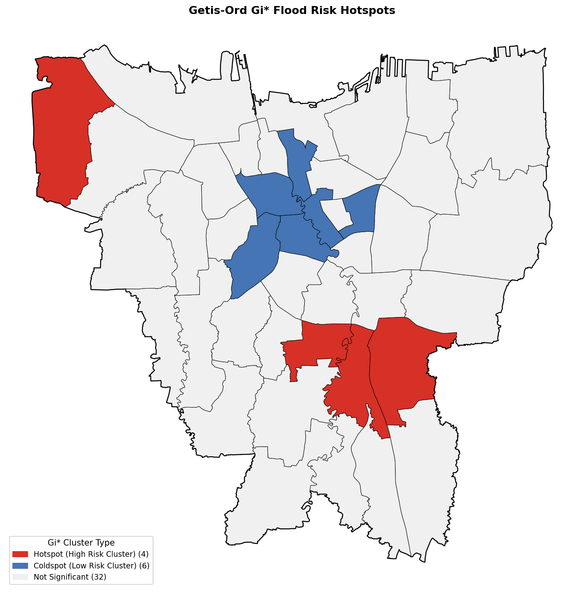 Getis-Ord Gi* Flood Risk Hotspots
Gi* Cluster Type
Hotspot (High Risk Cluster) (4)
Coldspot (Low Risk Cluster) (6)
Not Significant (32)